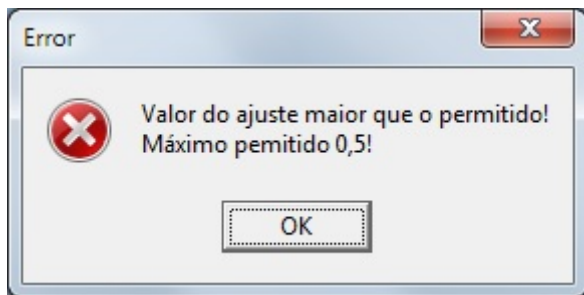 Error
Valor do ajuste maior que o permitido!
Máximo pemitido 0,5!
OK